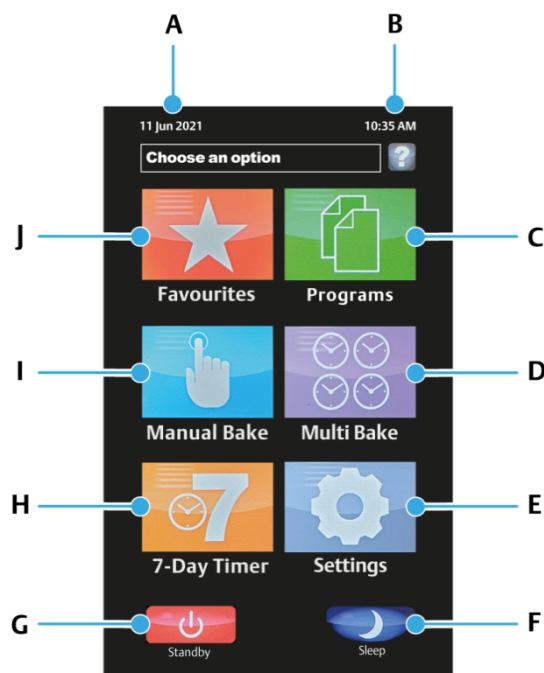 A B
11 Jun 2021 10:35 AM
Choose an option ?
J C
Favourites Programs
I D
Manual Bake Multi Bake
H 7 E
7-Day Timer Settings
G F
Standby Sleep